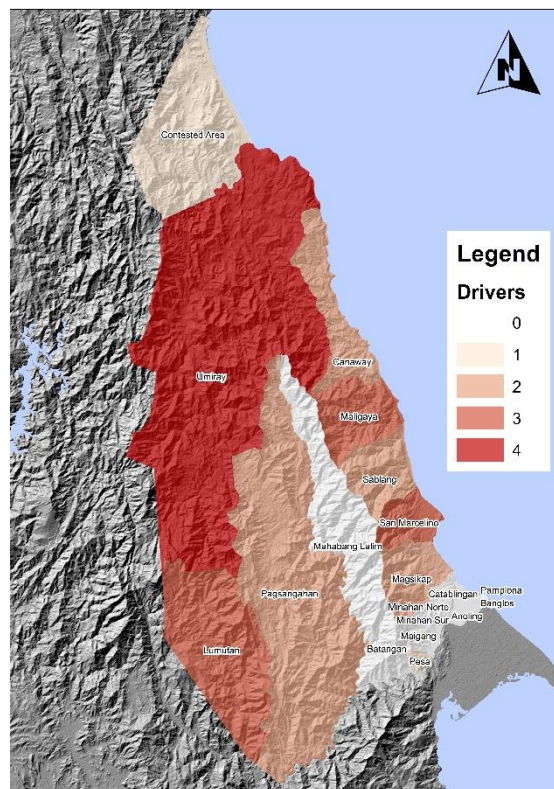 N
Contested Area
Legend
Drivers
0
1
2
3
4
Canaway
Umiray
Maligaya
Sablang
San Marcelino
Mahabang Lalim
Magsikap
Catablingan
Pamplona
Pagsangahan
Minahan Norte
Banglos
Anoling
Minahan Sur
Maigang
Lumutan
Batangan
Pesa